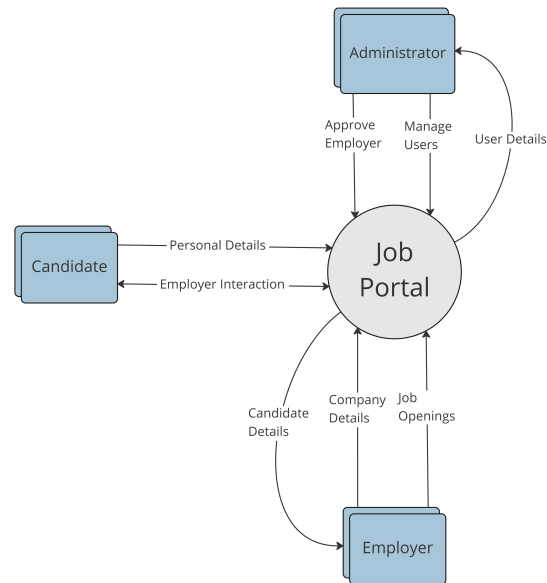 Administrator
Approve
Employer
Manage
Users
User Details
Personal Details
Candidate
Job
Portal
Employer Interaction
Candidate
Details
Company
Details
Job
Openings
Employer